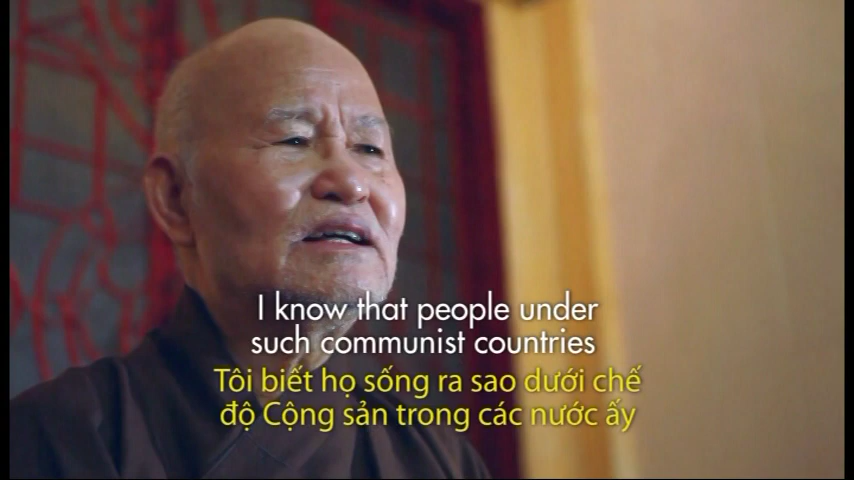 I know that people under
such communist countries
Tôi biết họ sống ra sao dưới chế
độ Cộng sản trong các nước ấy